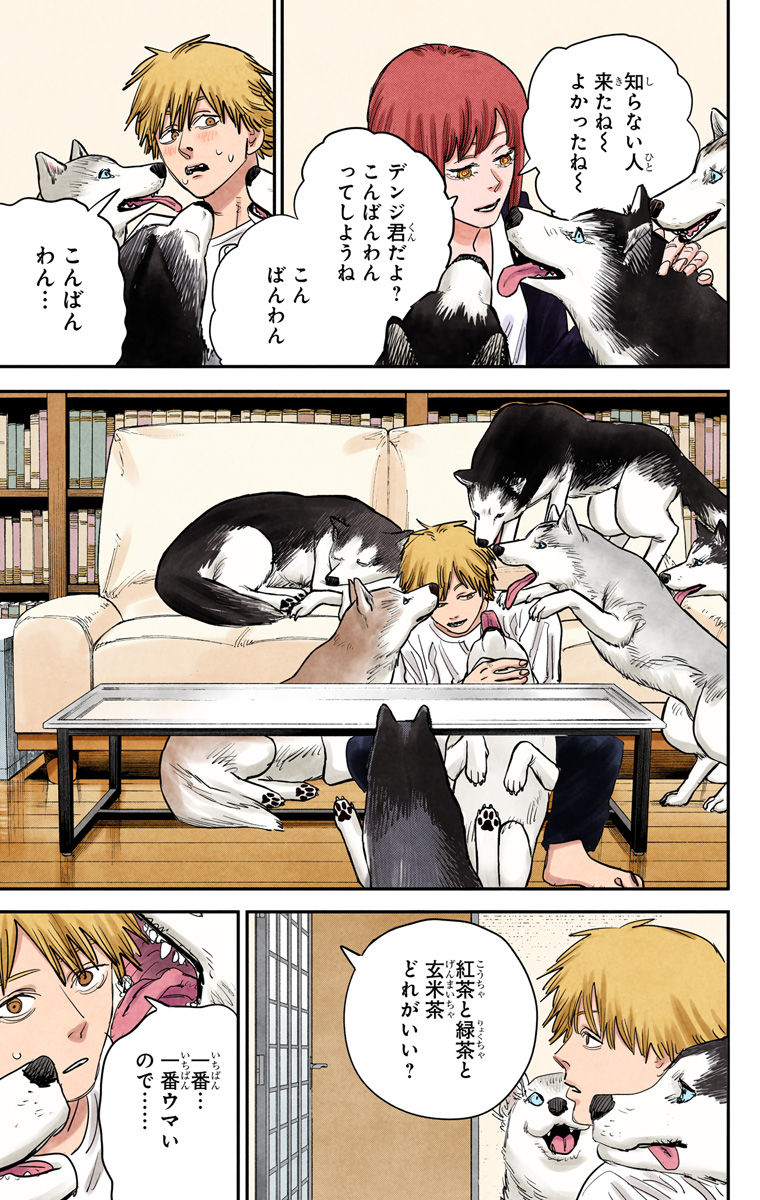 知らない人
来たね～
よかったね～
デンジ君だよ?
こんばんわん
ってしようね
こん
ばんわん
こんばん
わん…
紅茶と緑茶と
玄米茶
どれがいい?
一番…
一番ウマい
ので……